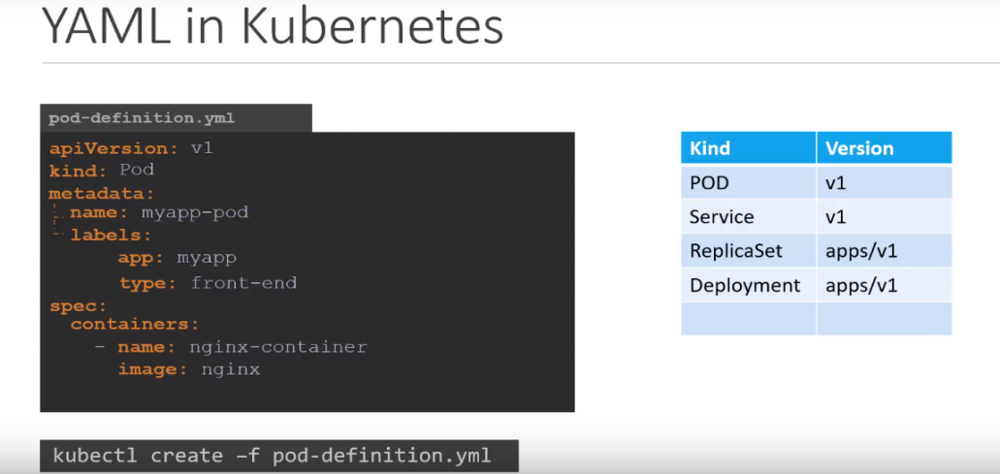 YAML in Kubernetes
pod-definition.yml
apiVersion: v1
kind: Pod
metadata:
name: myapp-pod
labels:
app: myapp
type: front-end
spec:
containers:
- name: nginx-container
image: nginx
Kind Version
POD v1
Service v1
ReplicaSet apps/v1
Deployment apps/v1
kubectl create –f pod-definition.yml